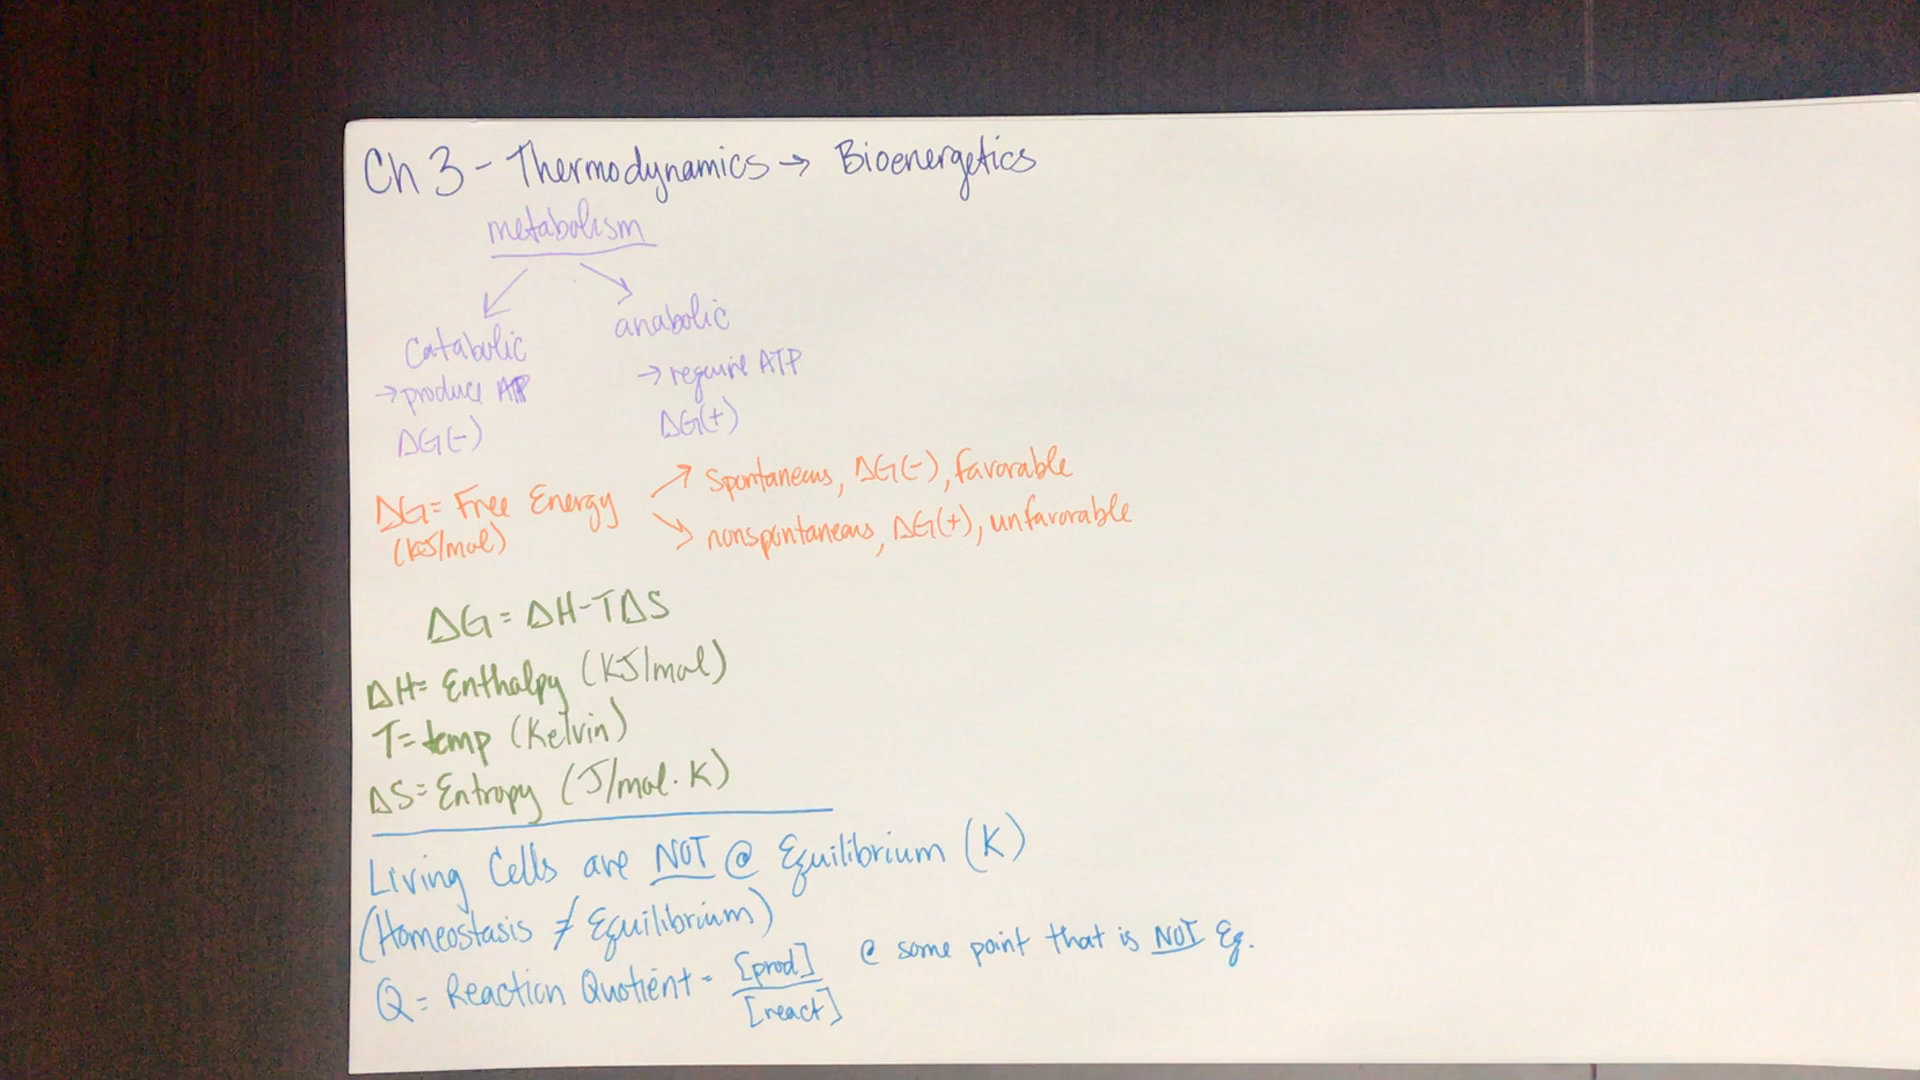 Ch 3 - Thermodynamics → Bioenergetics
metabolism
Catabolic
→ produce ATP
ΔG(-)
anabolic
→ require ATP
ΔG(+)
ΔG = Free Energy
(kJ/mol)
↗ Spontaneous, ΔG(-), favorable
↘ nonspontaneous, ΔG(+), unfavorable
ΔG = ΔH - TΔS
ΔH = Enthalpy (kJ/mol)
T = temp (Kelvin)
ΔS = Entropy (J/mol·K)
Living Cells are NOT @ Equilibrium (K)
(Homeostasis ≠ Equilibrium)
Q = Reaction Quotient = [prod] / [react] @ some point that is NOT Eq.